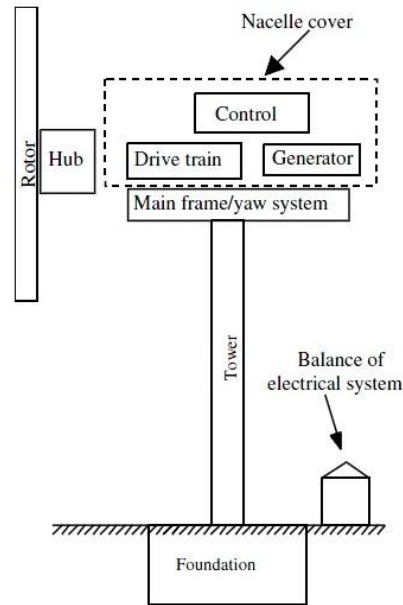 Nacelle cover
Control
Rotor
Hub
Drive train
Generator
Main frame/yaw system
Tower
Balance of
electrical system
Foundation